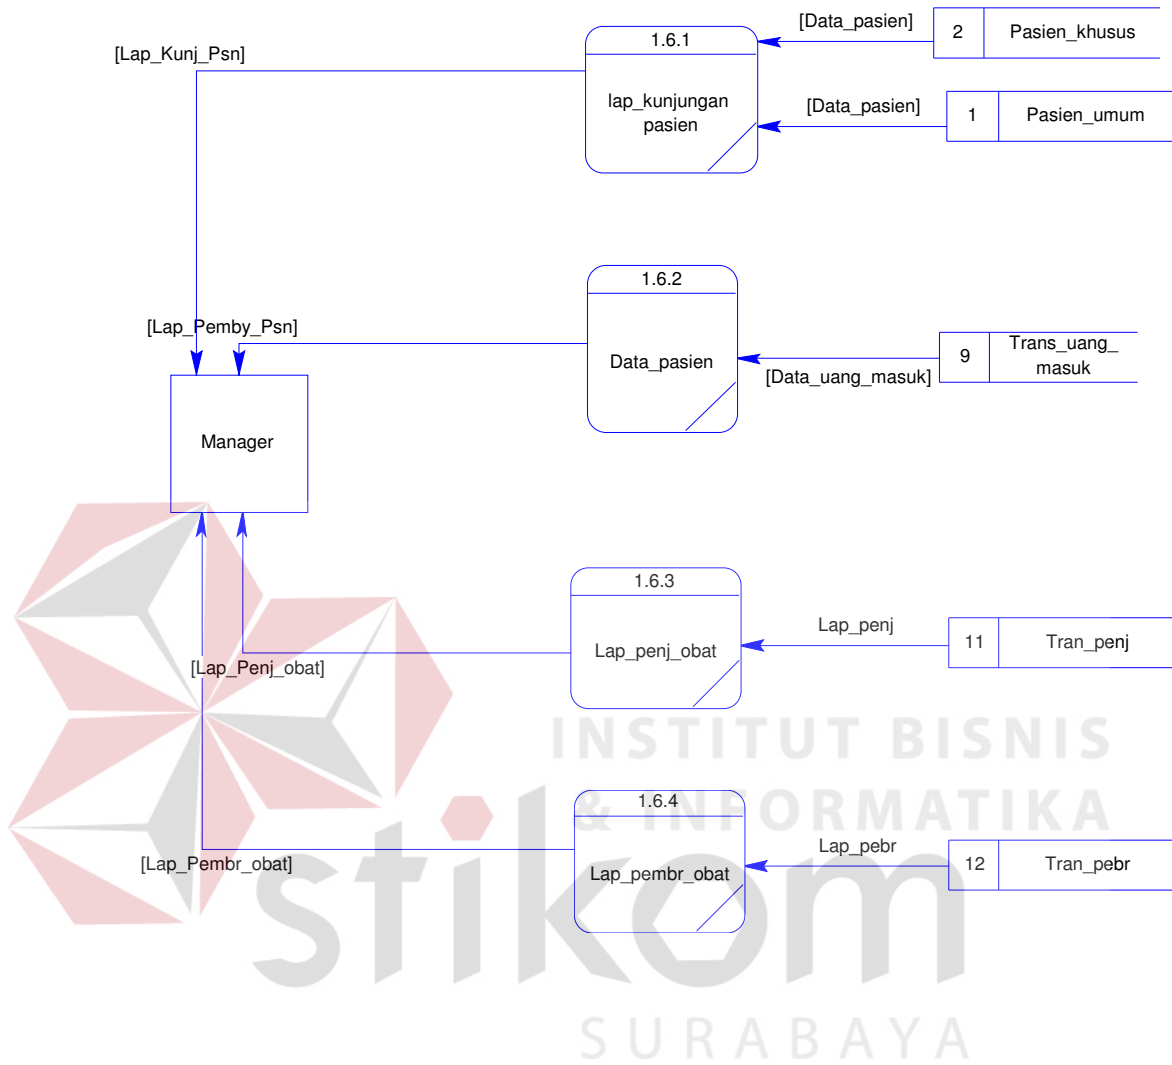 [Data_pasien]
2
Pasien_khusus
1.6.1
[Lap_Kunj_Psn]
lap_kunjungan
pasien
[Data_pasien]
1
Pasien_umum
1.6.2
[Lap_Pemby_Psn]
Data_pasien
[Data_uang_masuk]
9
Trans_uang_
masuk
Manager
1.6.3
Lap_penj
11
Tran_penj
Lap_penj_obat
[Lap_Penj_obat]
INSTITUT BISNIS
& INFORMATIKA
1.6.4
Lap_pebr
12
Tran_pebr
Lap_pembr_obat
[Lap_Pembr_obat]
stikom
SURABAYA